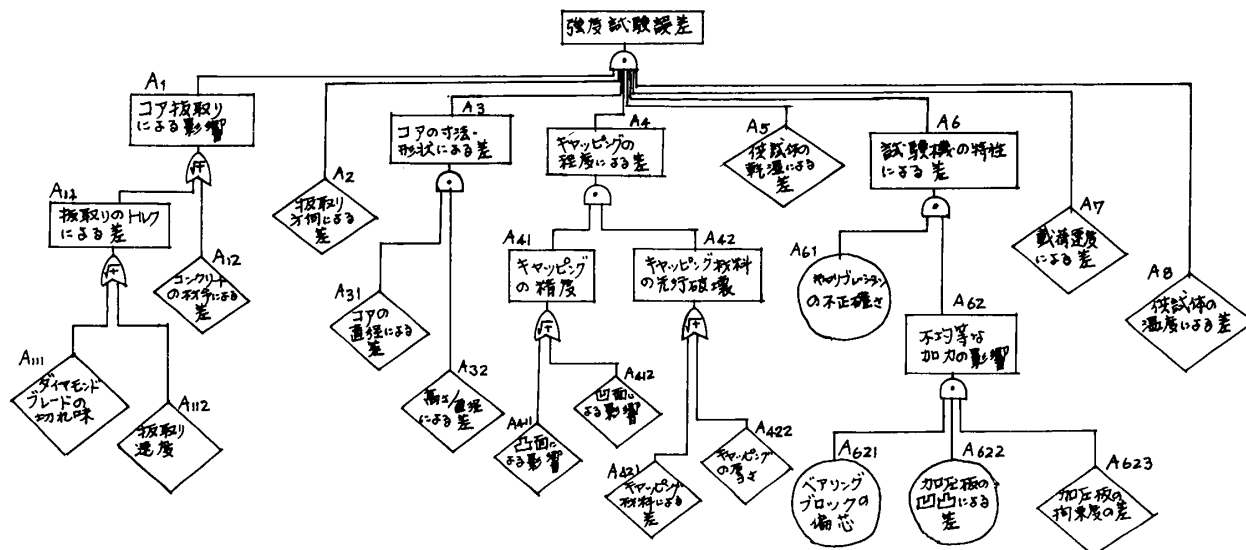 強度試験誤差
A1
コア抜取り
による影響
A2
抜取り
方向によ
る差
A3
コアの寸法・
形状による差
A4
キャッピングの
程度による差
A5
供試体の
乾湿による
差
A6
試験機の特性
による差
A7
載荷速度
による差
A8
供試体の
温度による差
A11
抜取りのトルク
による差
A12
コンクリート
の材令による
差
A111
ダイヤモンド
ブレードの
切れ味
A112
抜取り
速度
A31
コアの
直径による
差
A32
高さ/直径
による
差
A41
キャッピング
の精度
A42
キャッピング材料
の先行破壊
A411
凸面に
よる影響
A412
凹面に
よる影響
A421
キャッピング
材料による
差
A422
キャッピング
の厚さ
A61
キャリブレーション
の不正確さ
A62
不均等な
加力の影響
A621
ベアリング
ブロックの
偏芯
A622
加圧板の
凹凸による
差
A623
加圧板の
拘束度の差